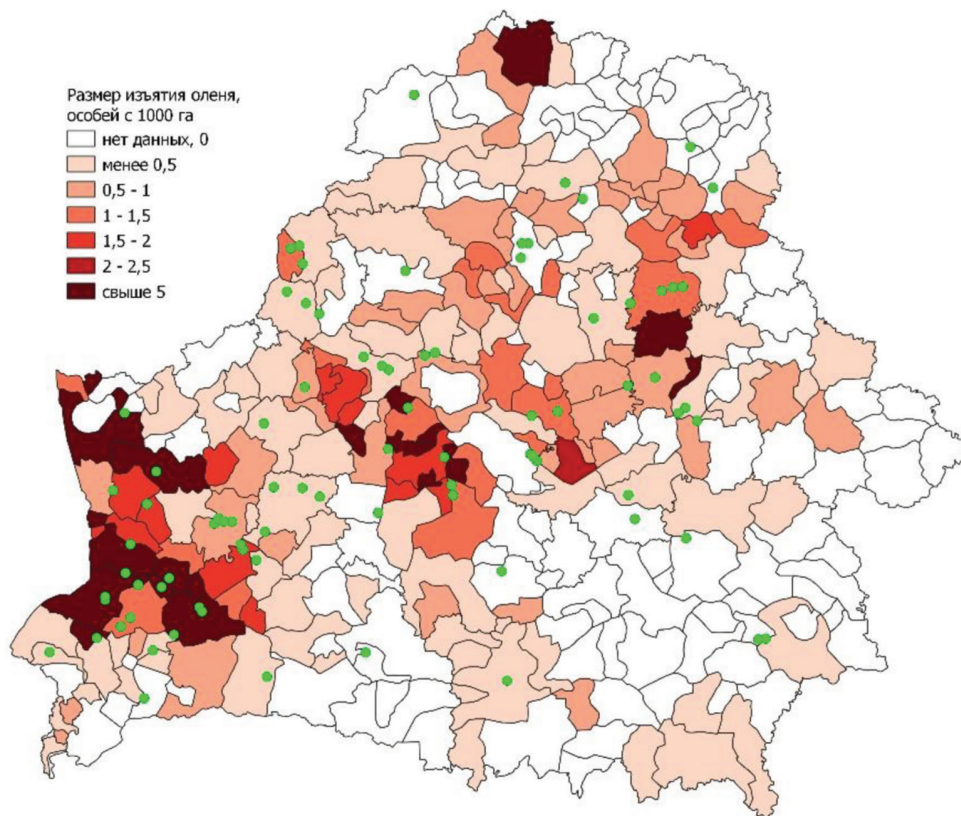 Размер изъятия оленя,
особей с 1000 га
нет данных, 0
менее 0,5
0,5 - 1
1 - 1,5
1,5 - 2
2 - 2,5
свыше 5